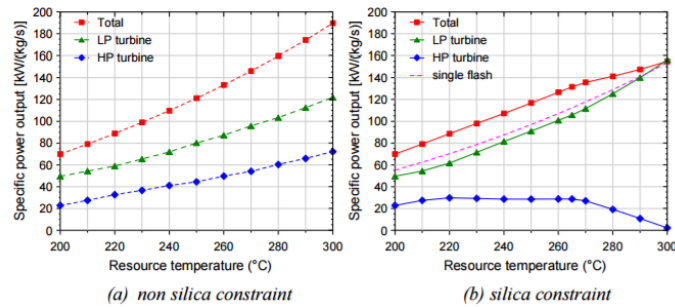 200
180
160
140
120
100
80
60
40
20
0
Specific power output [kW/(kg/s)]
Total
LP turbine
HP turbine
200 220 240 260 280 300
Resource temperature (°C)
(a) non silica constraint
200
180
160
140
120
100
80
60
40
20
0
Specific power output [kW/(kg/s)]
Total
LP turbine
HP turbine
single flash
200 220 240 260 280 300
Resource temperature (°C)
(b) silica constraint